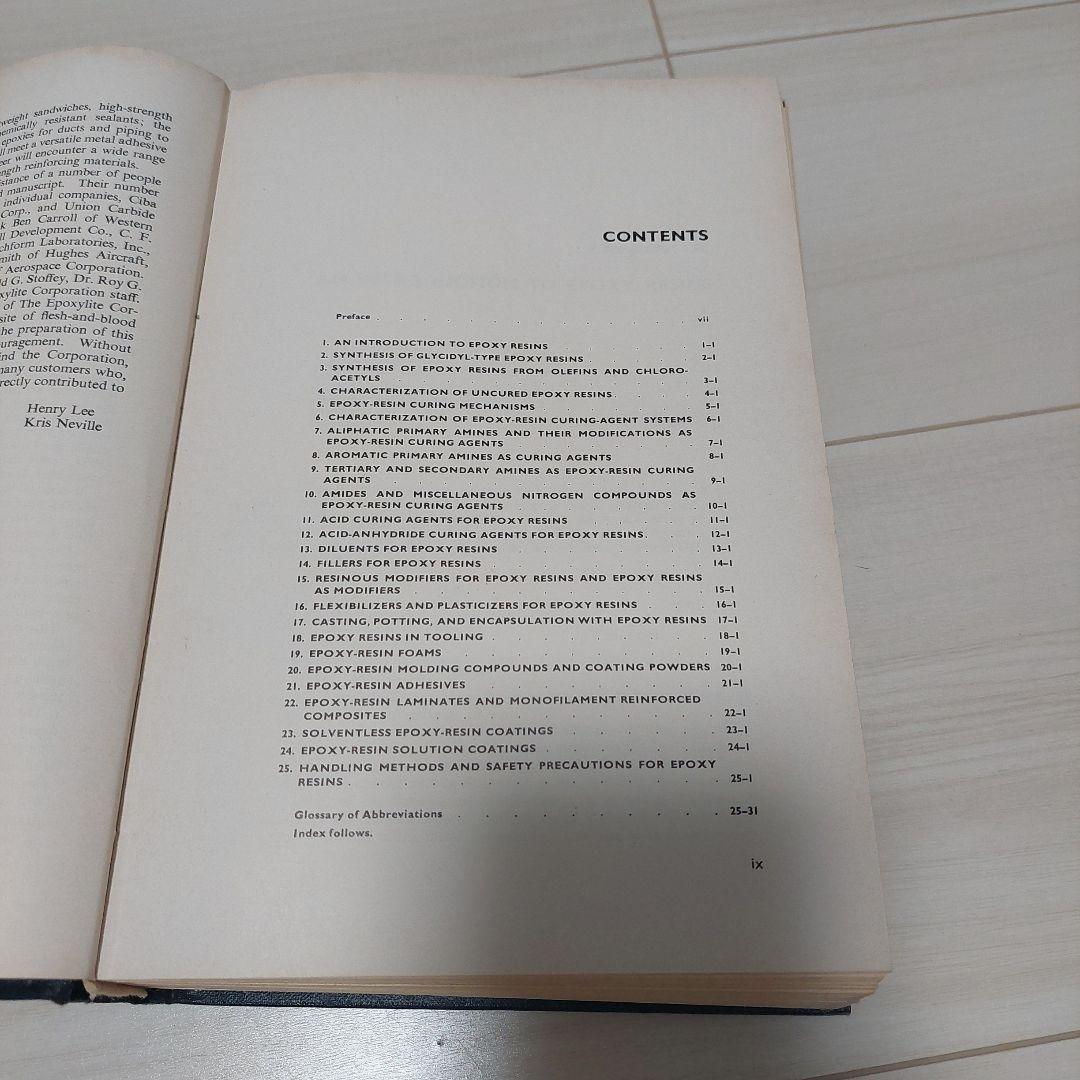 weight sandwiches, high-strength
emically resistant sealants; the
epoxies for ducts and piping to
ll meet a versatile metal adhesive
eer will encounter a wide range
ngth reinforcing materials.
istance of a number of people
d manuscript. Their number
individual companies, Ciba
Corp., and Union Carbide
k Ben Carroll of Western
ll Development Co., C. F.
chform Laboratories, Inc.,
mith of Hughes Aircraft,
f Aerospace Corporation.
ld G. Stoffey, Dr. Roy G.
xylite Corporation staff.
of The Epoxylite Cor-
site of flesh-and-blood
the preparation of this
ouragement. Without
ind the Corporation,
many customers who,
rectly contributed to
Henry Lee
Kris Neville
CONTENTS
Preface . . . . . . . . . . . . . . vii
1. AN INTRODUCTION TO EPOXY RESINS . . . . . . 1–1
2. SYNTHESIS OF GLYCIDYL-TYPE EPOXY RESINS . . . . . 2–1
3. SYNTHESIS OF EPOXY RESINS FROM OLEFINS AND CHLORO-
ACETYLS . . . . . . . . . . . . 3–1
4. CHARACTERIZATION OF UNCURED EPOXY RESINS . . . . 4–1
5. EPOXY-RESIN CURING MECHANISMS . . . . . . . 5–1
6. CHARACTERIZATION OF EPOXY-RESIN CURING-AGENT SYSTEMS 6–1
7. ALIPHATIC PRIMARY AMINES AND THEIR MODIFICATIONS AS
EPOXY-RESIN CURING AGENTS . . . . . . . . 7–1
8. AROMATIC PRIMARY AMINES AS CURING AGENTS . . . . 8–1
9. TERTIARY AND SECONDARY AMINES AS EPOXY-RESIN CURING
AGENTS . . . . . . . . . . . . . 9–1
10. AMIDES AND MISCELLANEOUS NITROGEN COMPOUNDS AS
EPOXY-RESIN CURING AGENTS . . . . . . . . 10–1
11. ACID CURING AGENTS FOR EPOXY RESINS . . . . . . 11–1
12. ACID-ANHYDRIDE CURING AGENTS FOR EPOXY RESINS . . . 12–1
13. DILUENTS FOR EPOXY RESINS . . . . . . . . 13–1
14. FILLERS FOR EPOXY RESINS . . . . . . . . . 14–1
15. RESINOUS MODIFIERS FOR EPOXY RESINS AND EPOXY RESINS
AS MODIFIERS . . . . . . . . . . . 15–1
16. FLEXIBILIZERS AND PLASTICIZERS FOR EPOXY RESINS . . . 16–1
17. CASTING, POTTING, AND ENCAPSULATION WITH EPOXY RESINS 17–1
18. EPOXY RESINS IN TOOLING . . . . . . . . . 18–1
19. EPOXY-RESIN FOAMS . . . . . . . . . . 19–1
20. EPOXY-RESIN MOLDING COMPOUNDS AND COATING POWDERS 20–1
21. EPOXY-RESIN ADHESIVES . . . . . . . . . 21–1
22. EPOXY-RESIN LAMINATES AND MONOFILAMENT REINFORCED
COMPOSITES . . . . . . . . . . . . 22–1
23. SOLVENTLESS EPOXY-RESIN COATINGS . . . . . . 23–1
24. EPOXY-RESIN SOLUTION COATINGS . . . . . . . 24–1
25. HANDLING METHODS AND SAFETY PRECAUTIONS FOR EPOXY
RESINS . . . . . . . . . . . . . 25–1
Glossary of Abbreviations . . . . . . . . . . 25–31
Index follows.
ix